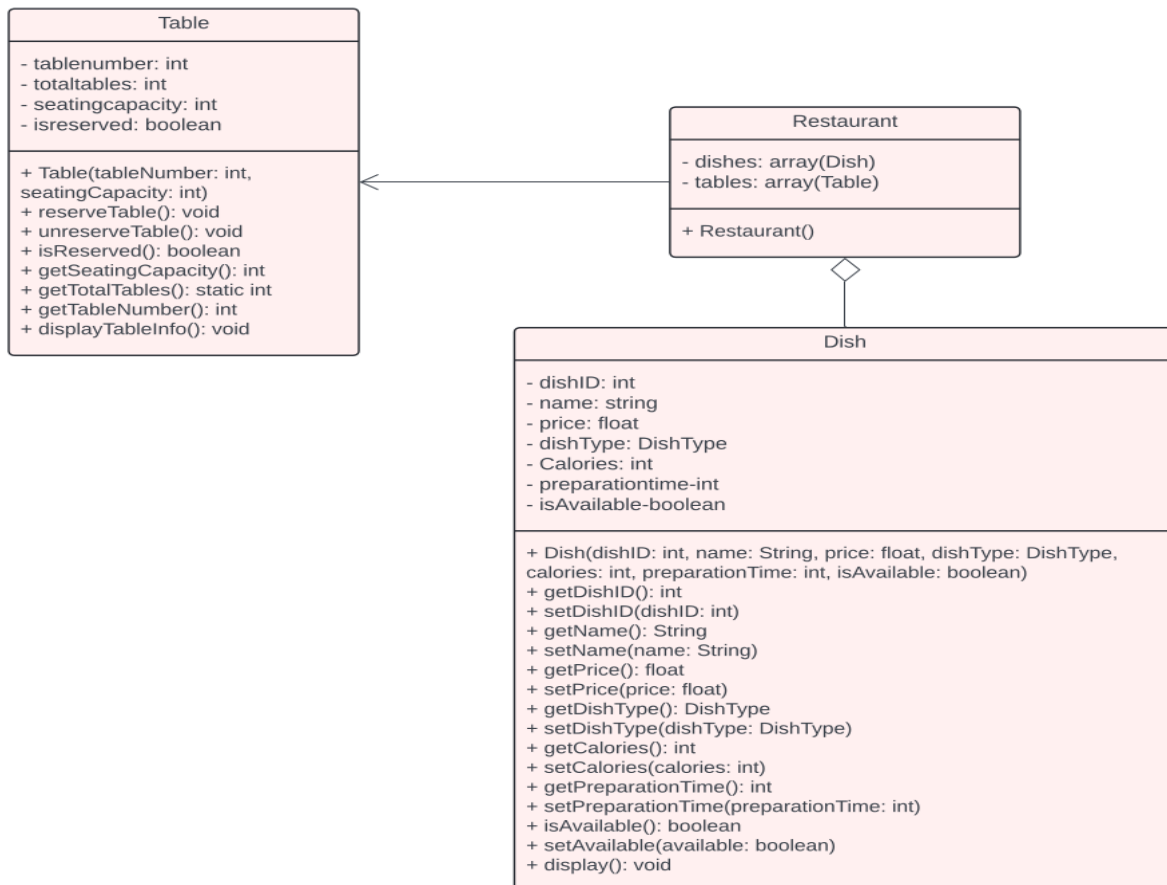 Table
- tablenumber: int
- totaltables: int
- seatingcapacity: int
- isreserved: boolean
+ Table(tableNumber: int,
seatingCapacity: int)
+ reserveTable(): void
+ unreserveTable(): void
+ isReserved(): boolean
+ getSeatingCapacity(): int
+ getTotalTables(): static int
+ getTableNumber(): int
+ displayTableInfo(): void
Restaurant
- dishes: array(Dish)
- tables: array(Table)
+ Restaurant()
Dish
- dishID: int
- name: string
- price: float
- dishType: DishType
- Calories: int
- preparationtime-int
- isAvailable-boolean
+ Dish(dishID: int, name: String, price: float, dishType: DishType,
calories: int, preparationTime: int, isAvailable: boolean)
+ getDishID(): int
+ setDishID(dishID: int)
+ getName(): String
+ setName(name: String)
+ getPrice(): float
+ setPrice(price: float)
+ getDishType(): DishType
+ setDishType(dishType: DishType)
+ getCalories(): int
+ setCalories(calories: int)
+ getPreparationTime(): int
+ setPreparationTime(preparationTime: int)
+ isAvailable(): boolean
+ setAvailable(available: boolean)
+ display(): void